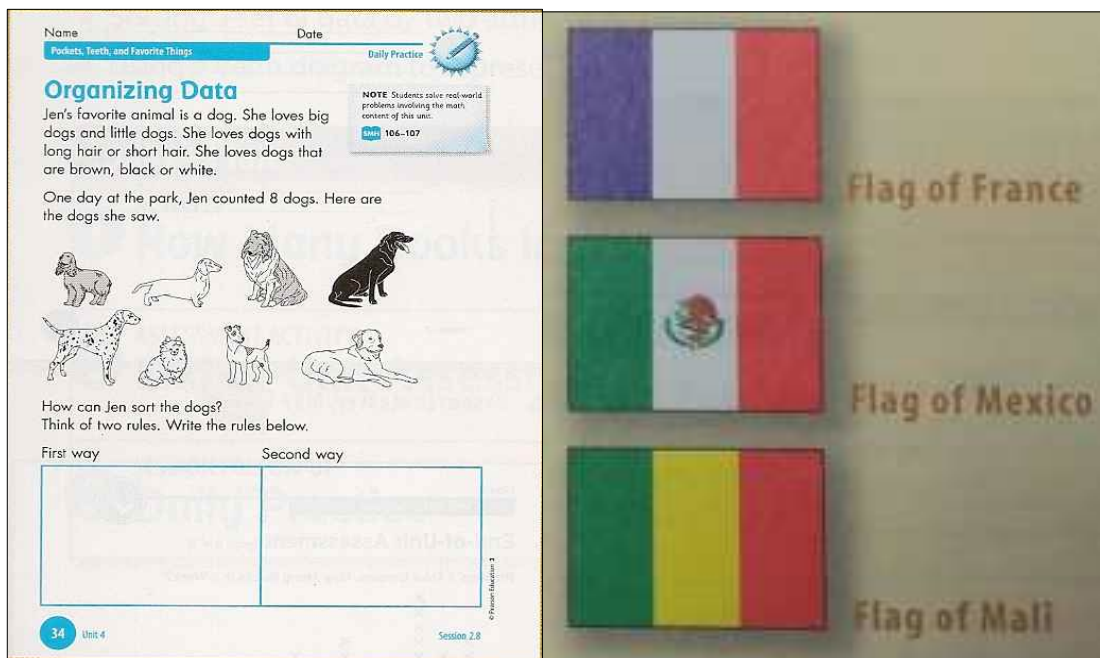 Name Date
Pockets, Teeth, and Favorite Things
Daily Practice
Organizing Data
NOTE Students solve real-world
problems involving the math
content of this unit.
SMH 106–107
Jen's favorite animal is a dog. She loves big
dogs and little dogs. She loves dogs with
long hair or short hair. She loves dogs that
are brown, black or white.
One day at the park, Jen counted 8 dogs. Here are
the dogs she saw.
How can Jen sort the dogs?
Think of two rules. Write the rules below.
First way Second way
© Pearson Education 2
34 Unit 4 Session 2.8
Flag of France
Flag of Mexico
Flag of Mali